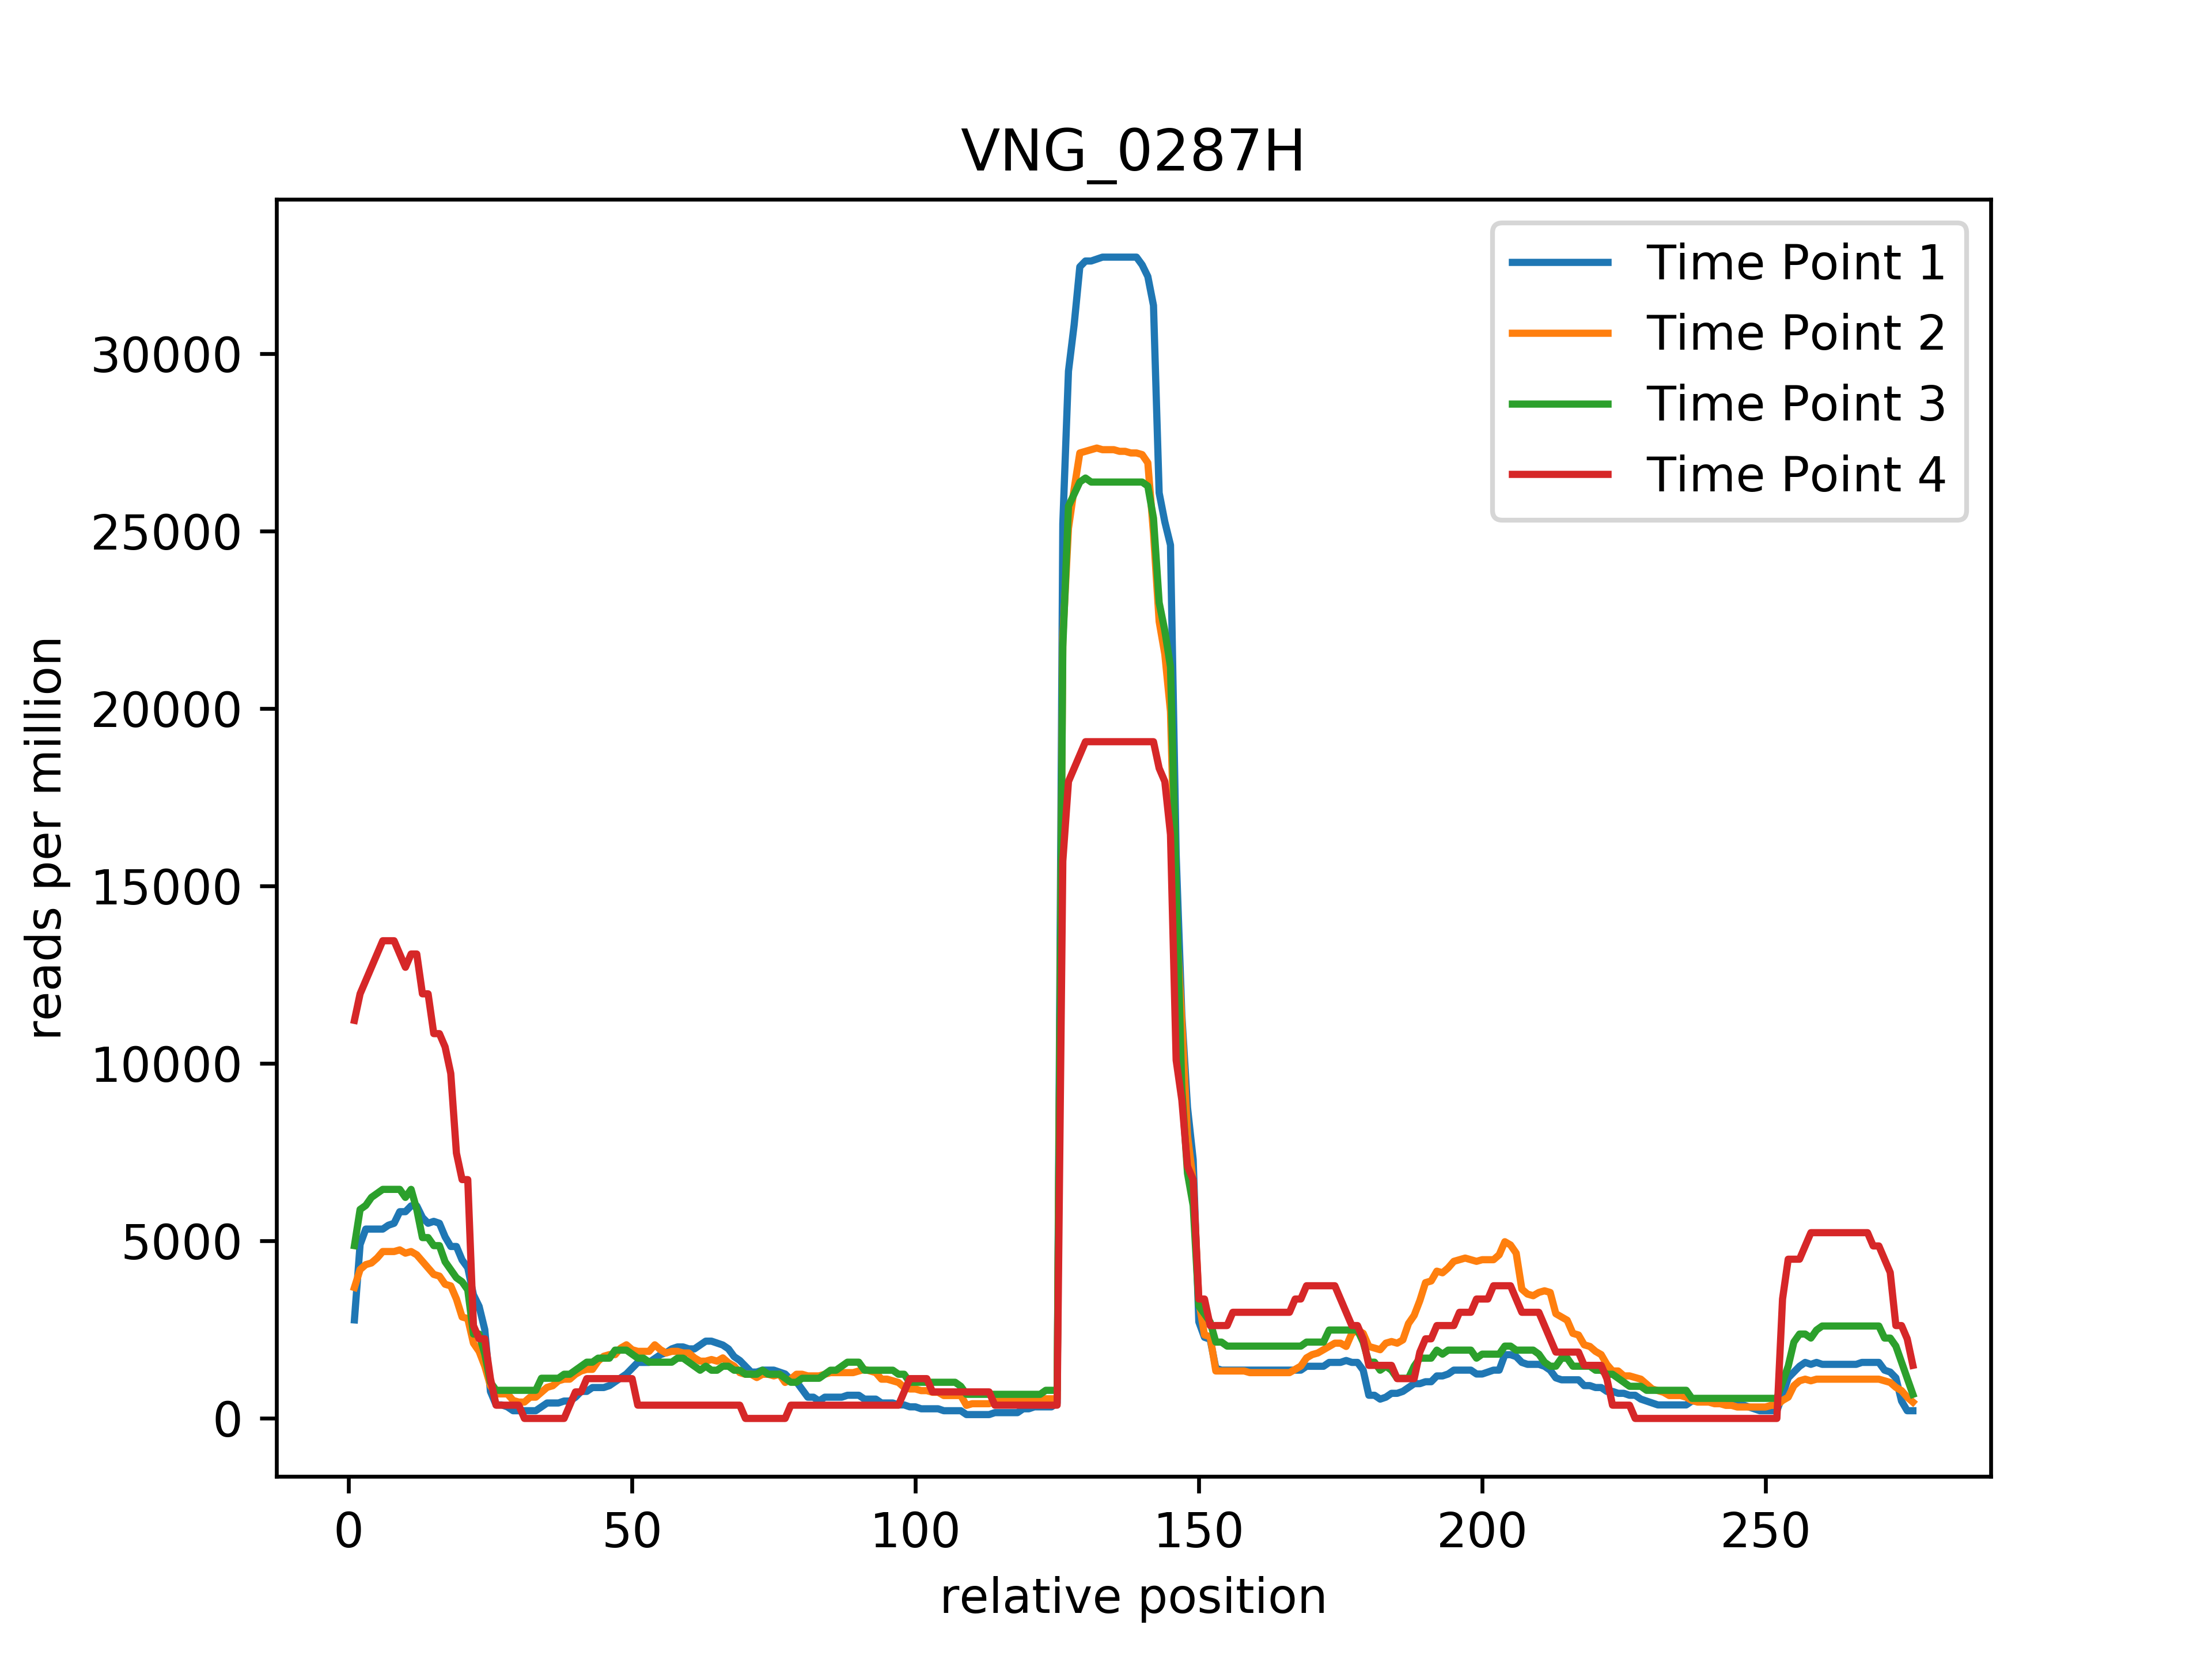 VNG_0287H
Time Point 1
Time Point 2
Time Point 3
Time Point 4
reads per million
30000
25000
20000
15000
10000
5000
0
0 50 100 150 200 250
relative position